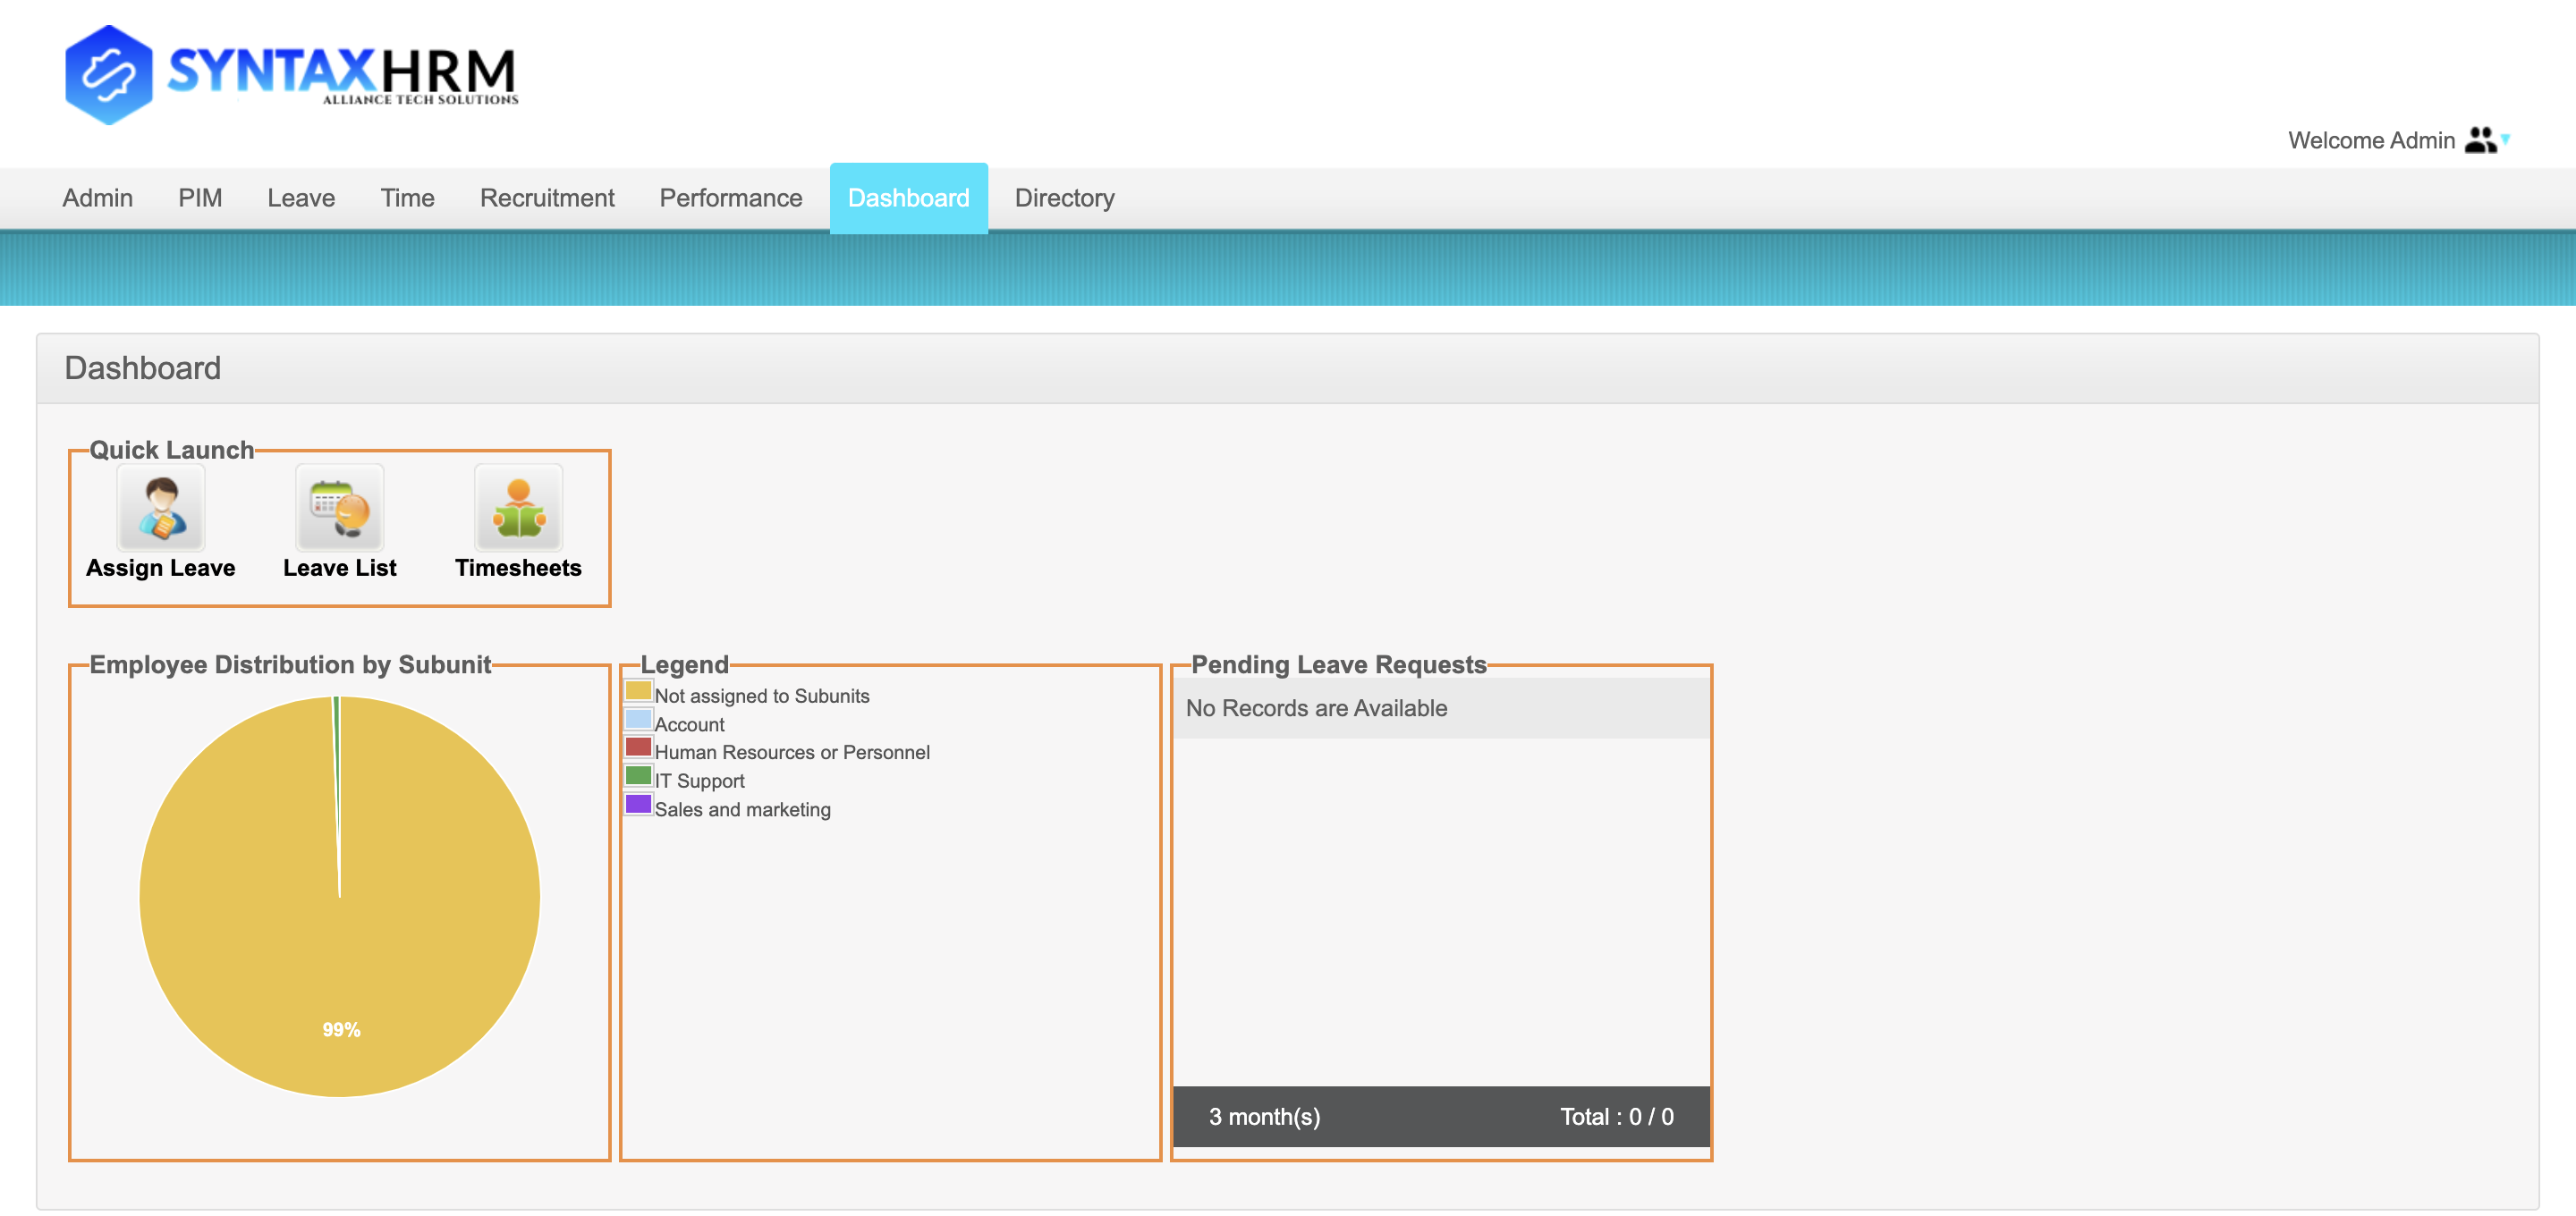 SYNTAXHRM
ALLIANCE TECH SOLUTIONS
Welcome Admin
Admin PIM Leave Time Recruitment Performance Dashboard Directory
Dashboard
Quick Launch
Assign Leave Leave List Timesheets
Employee Distribution by Subunit
99%
Legend
Not assigned to Subunits
Account
Human Resources or Personnel
IT Support
Sales and marketing
Pending Leave Requests
No Records are Available
3 month(s) Total : 0 / 0